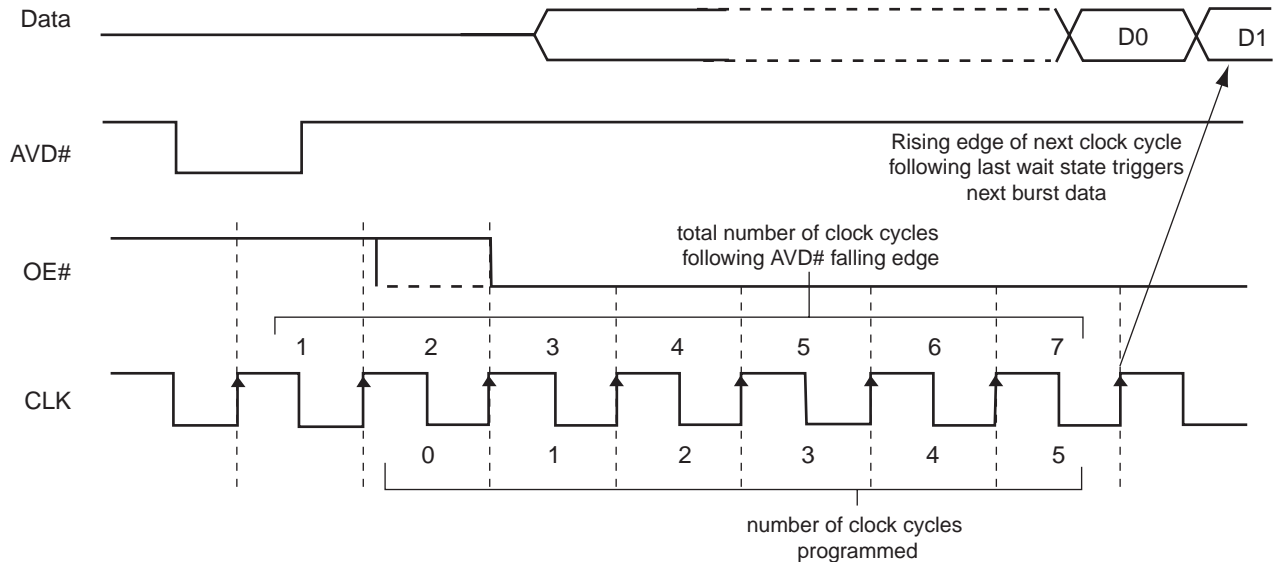 Data
D0
D1
AVD#
Rising edge of next clock cycle
following last wait state triggers
next burst data
total number of clock cycles
following AVD# falling edge
OE#
1 2 3 4 5 6 7
CLK
0 1 2 3 4 5
number of clock cycles
programmed